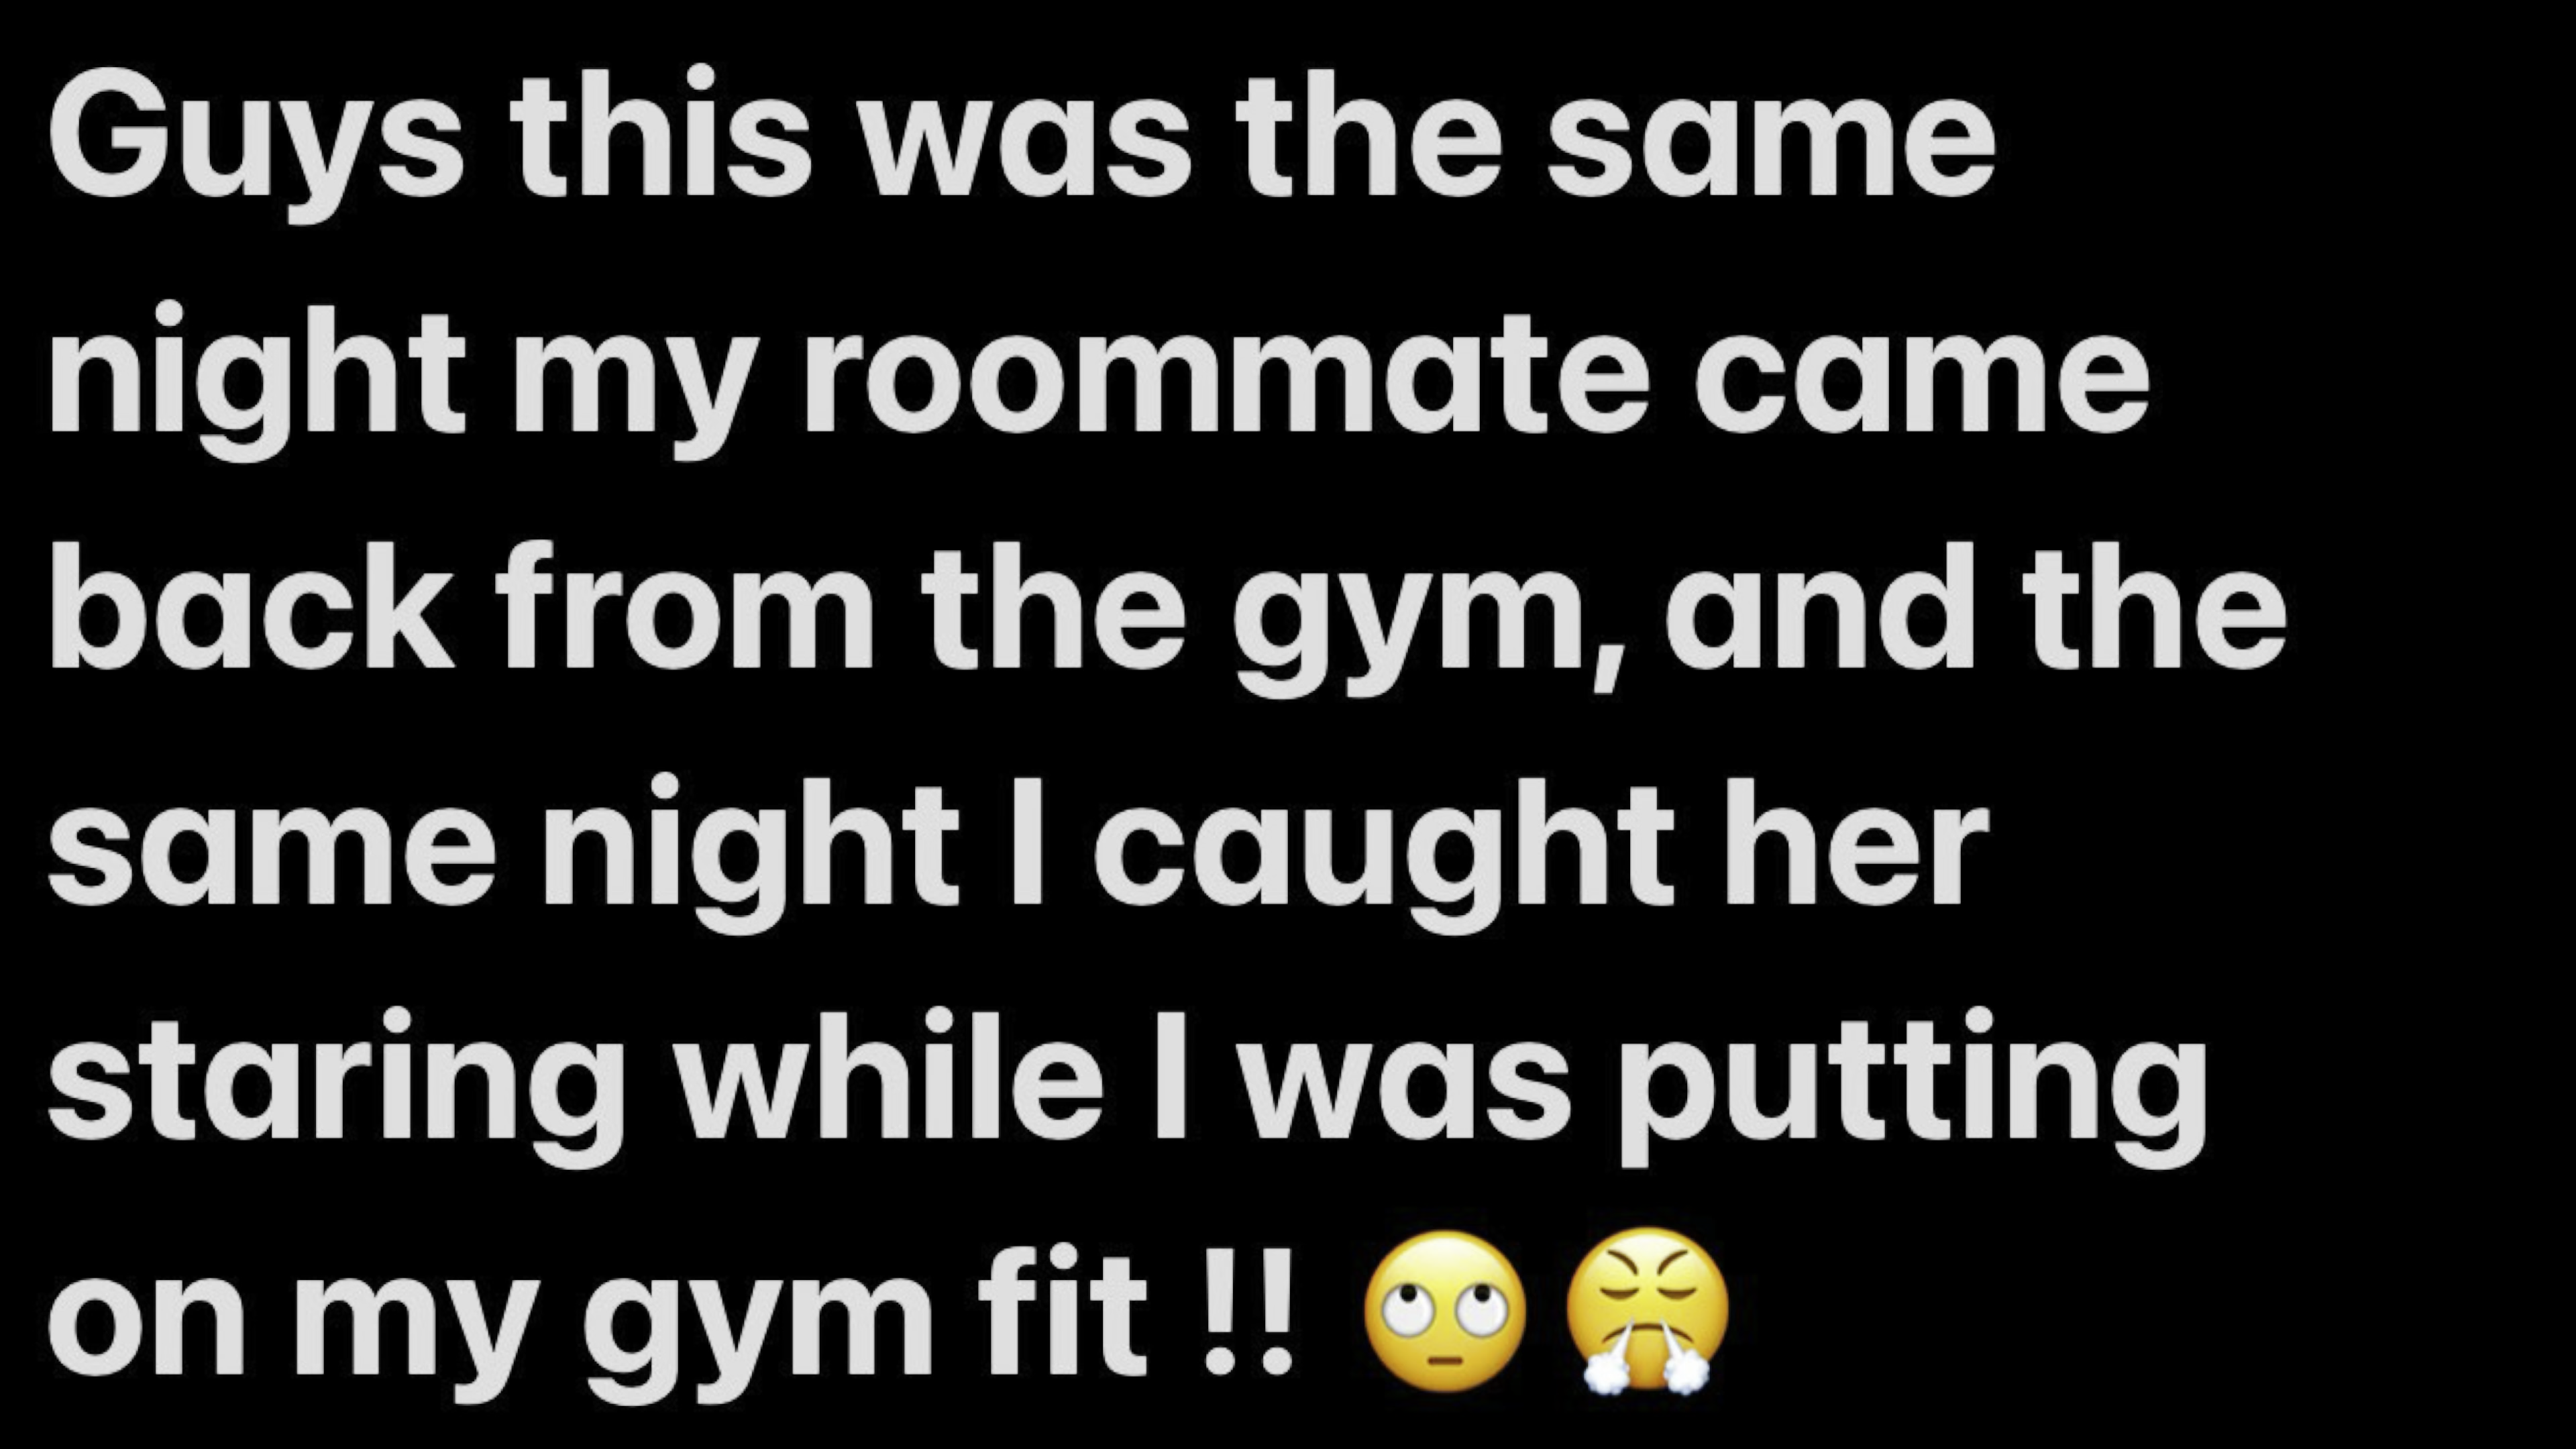 Guys this was the same
night my roommate came
back from the gym, and the
same night I caught her
staring while I was putting
on my gym fit !! 🙄 😤